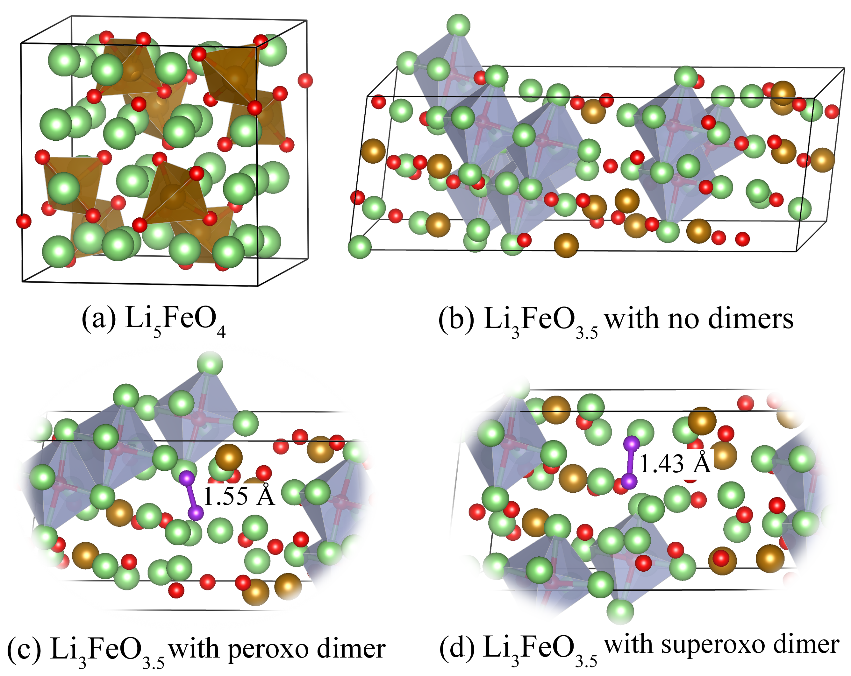 (a) Li₅FeO₄
(b) Li₃FeO₃.₅ with no dimers
1.55 Å
1.43 Å
(c) Li₃FeO₃.₅ with peroxo dimer
(d) Li₃FeO₃.₅ with superoxo dimer